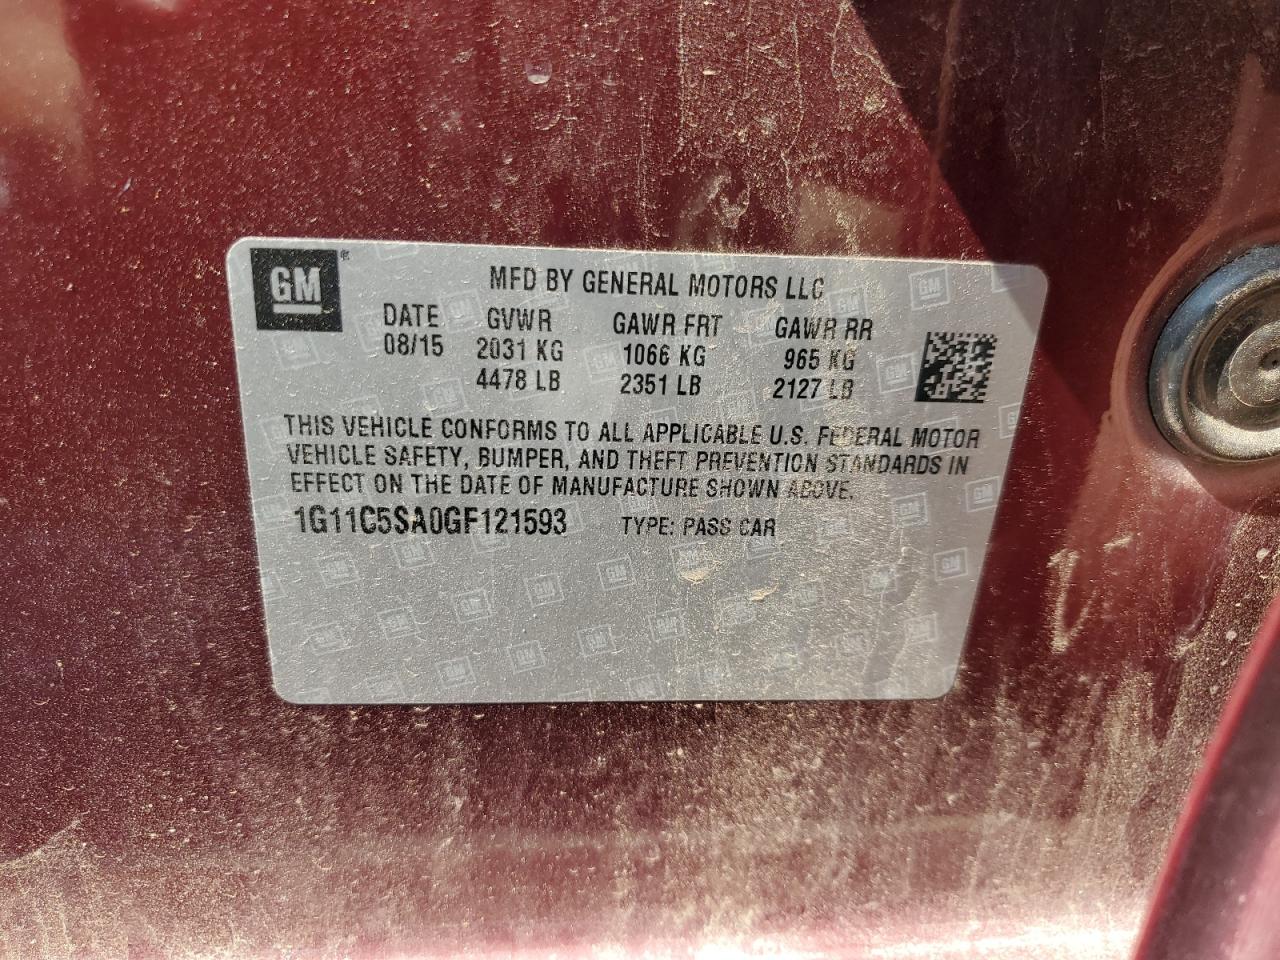 GM
MFD BY GENERAL MOTORS LLC
DATE GVWR GAWR FRT GAWR RR
08/15 2031 KG 1066 KG 965 KG
4478 LB 2351 LB 2127 LB
THIS VEHICLE CONFORMS TO ALL APPLICABLE U.S. FEDERAL MOTOR
VEHICLE SAFETY, BUMPER, AND THEFT PREVENTION STANDARDS IN
EFFECT ON THE DATE OF MANUFACTURE SHOWN ABOVE.
1G11C5SA0GF121593 TYPE: PASS CAR